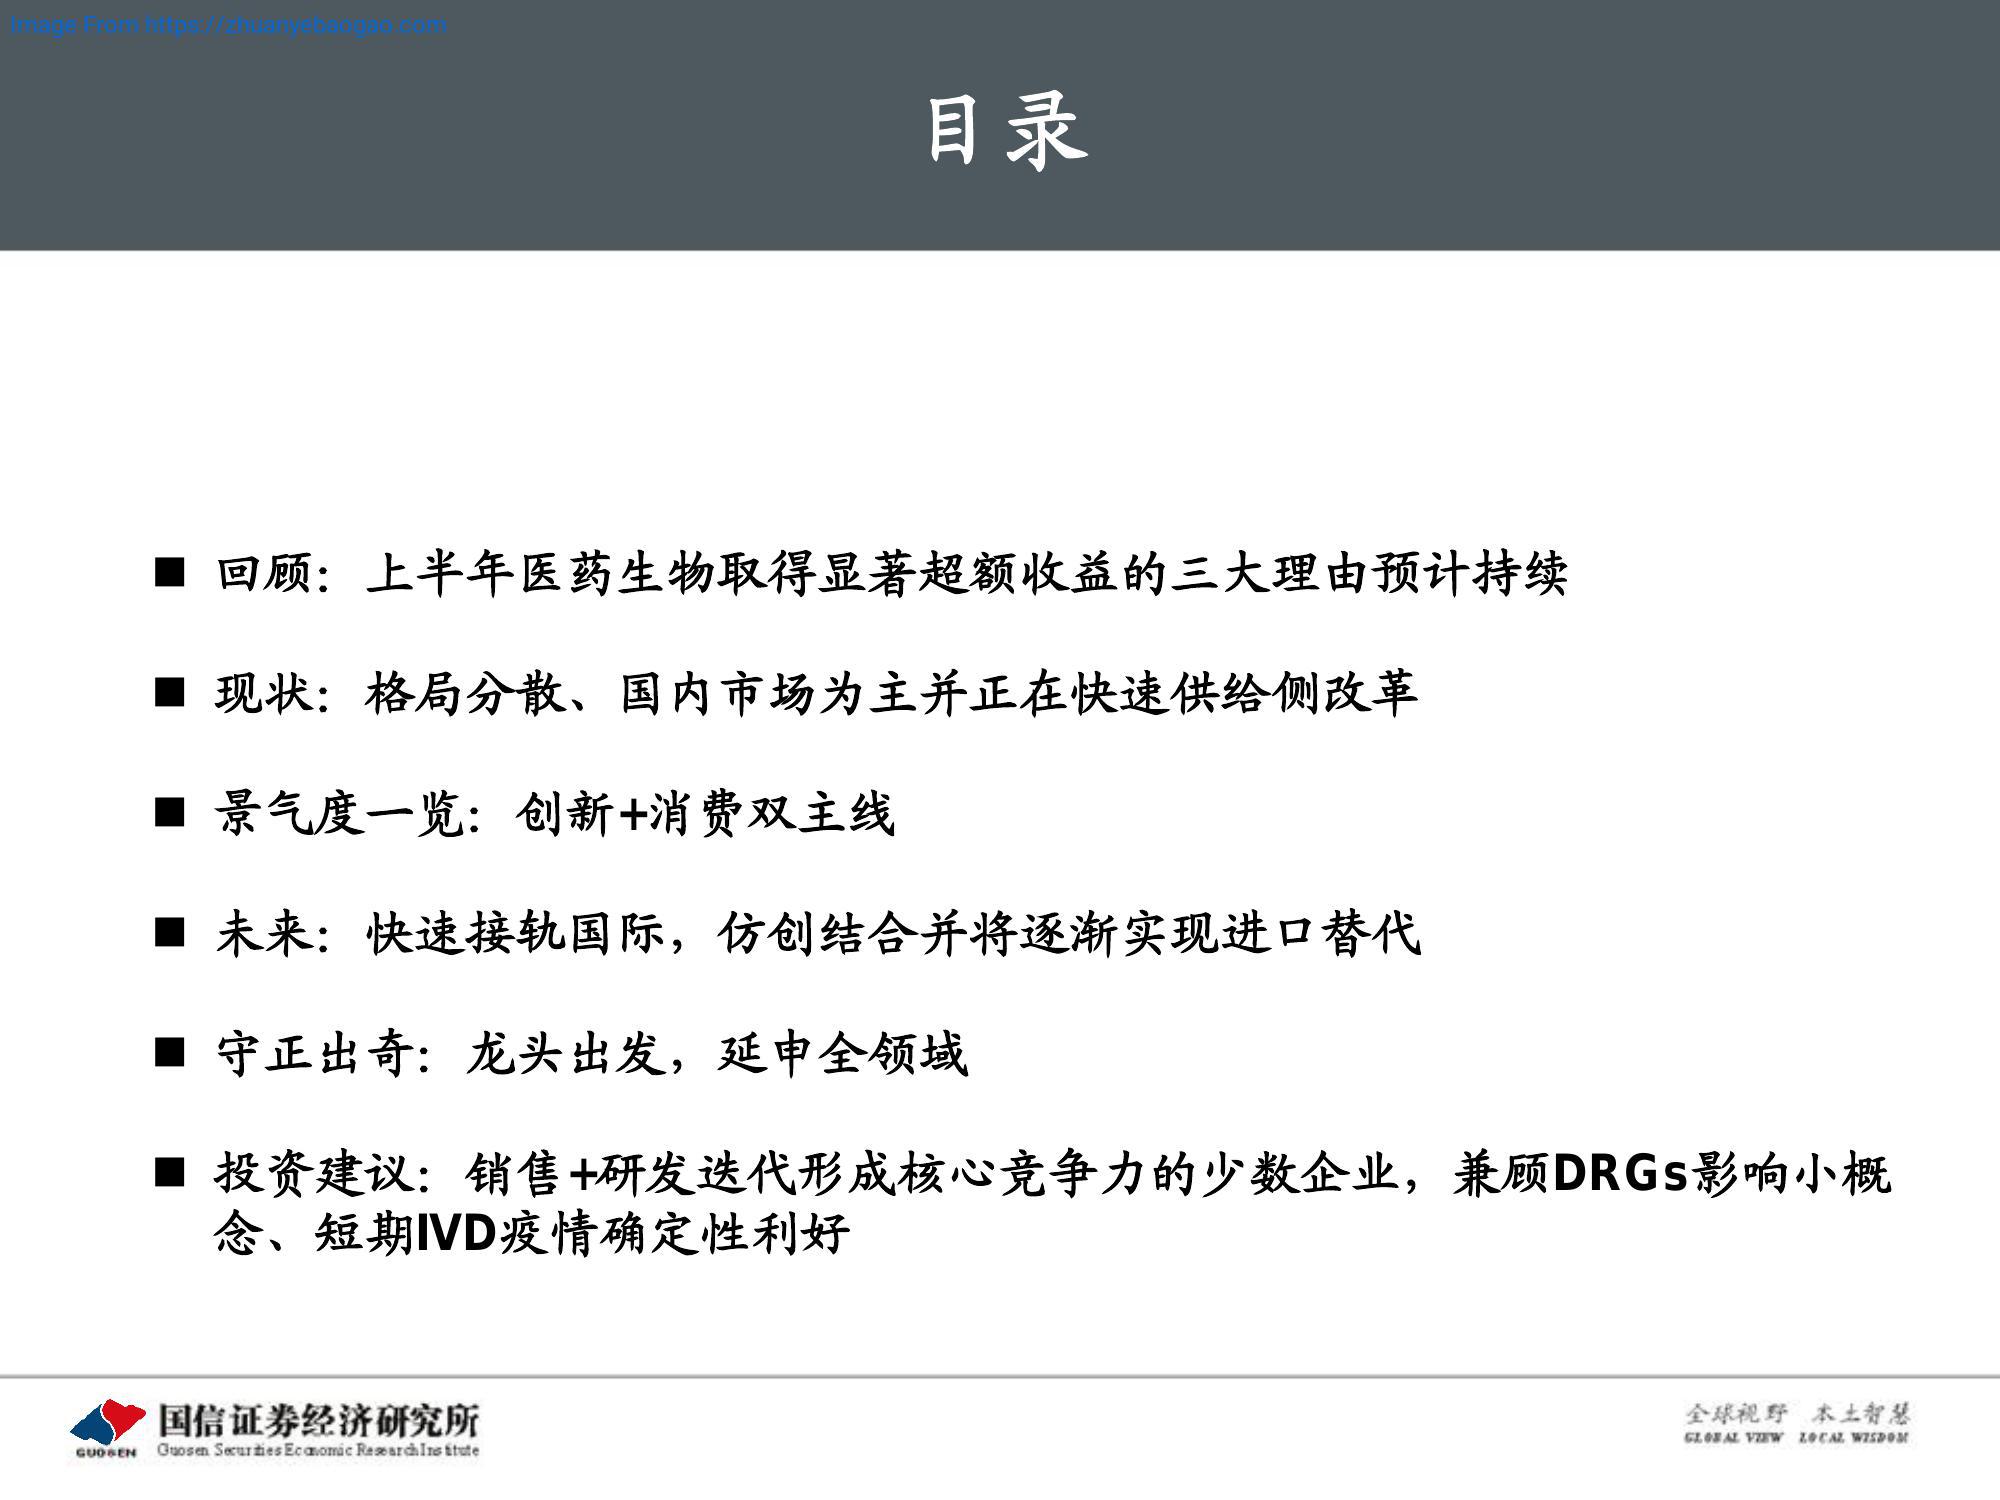 Image From https://zhuanyebaogao.com
目录
■ 回顾：上半年医药生物取得显著超额收益的三大理由预计持续
■ 现状：格局分散、国内市场为主并正在快速供给侧改革
■ 景气度一览：创新+消费双主线
■ 未来：快速接轨国际，仿创结合并将逐渐实现进口替代
■ 守正出奇：龙头出发，延申全领域
■ 投资建议：销售+研发迭代形成核心竞争力的少数企业，兼顾DRGs影响小概
念、短期IVD疫情确定性利好
国信证券经济研究所
GUOSEN Guosen Securities Economic Research Institute
全球视野 本土智慧
GLOBAL VIEW LOCAL WISDOM